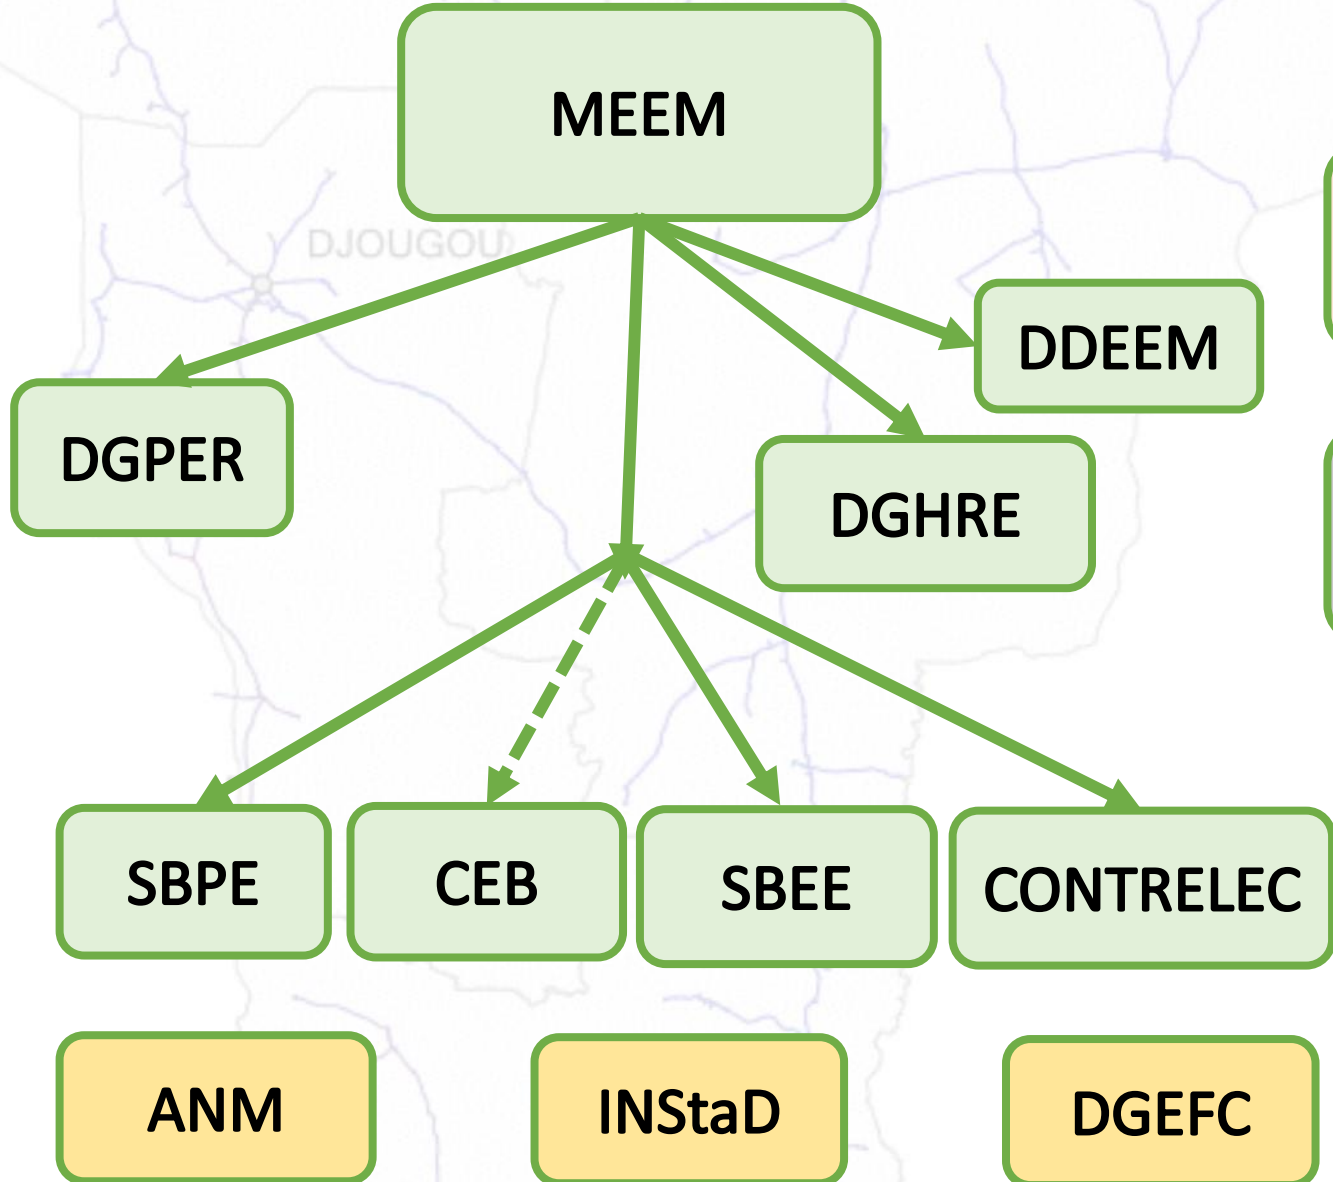 MEEM
DJOUGOU
DDEEM
DGPER
DGHRE
SBPE
CEB
SBEE
CONTRELEC
ANM
INStaD
DGEFC